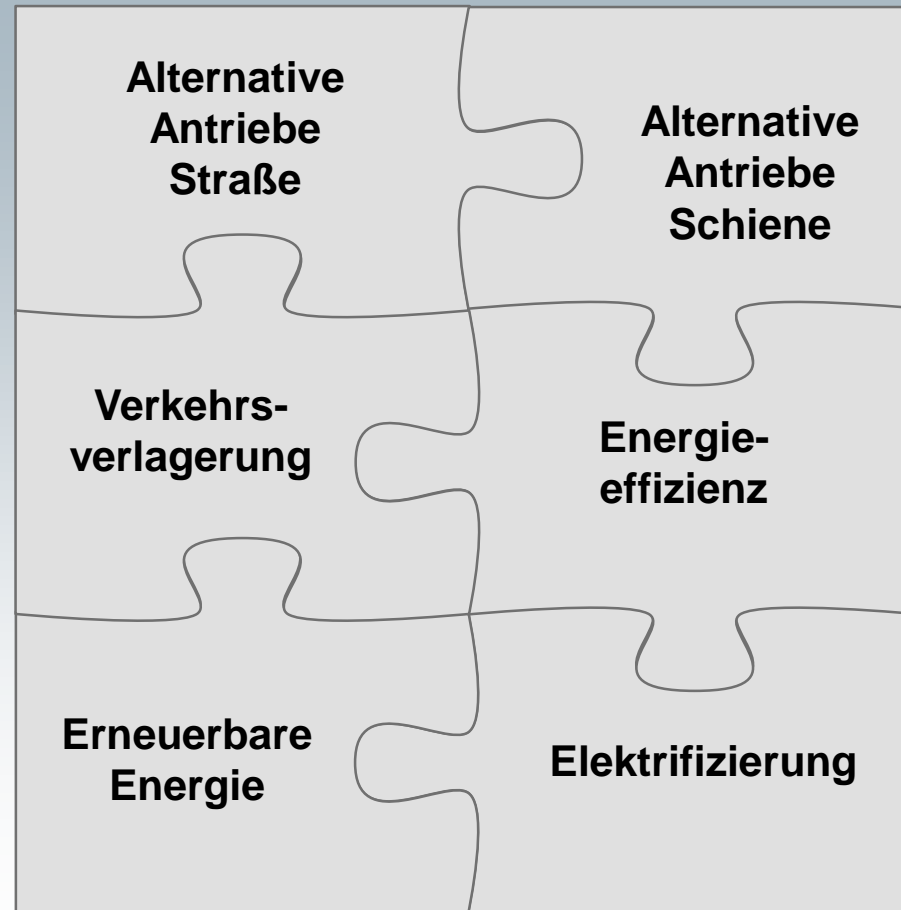 Alternative
Antriebe
Straße
Alternative
Antriebe
Schiene
Verkehrs-
verlagerung
Energie-
effizienz
Erneuerbare
Energie
Elektrifizierung